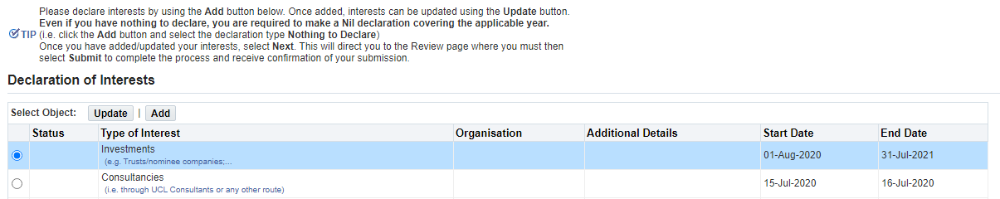 Please declare interests by using the Add button below. Once added, interests can be updated using the Update button.
Even if you have nothing to declare, you are required to make a Nil declaration covering the applicable year.
TIP (i.e. click the Add button and select the declaration type Nothing to Declare)
Once you have added/updated your interests, select Next. This will direct you to the Review page where you must then
select Submit to complete the process and receive confirmation of your submission.
Declaration of Interests
Select Object: Update | Add
Status Type of Interest Organisation Additional Details Start Date End Date
Investments
(e.g. Trusts/nominee companies;... 01-Aug-2020 31-Jul-2021
Consultancies
(i.e. through UCL Consultants or any other route) 15-Jul-2020 16-Jul-2020